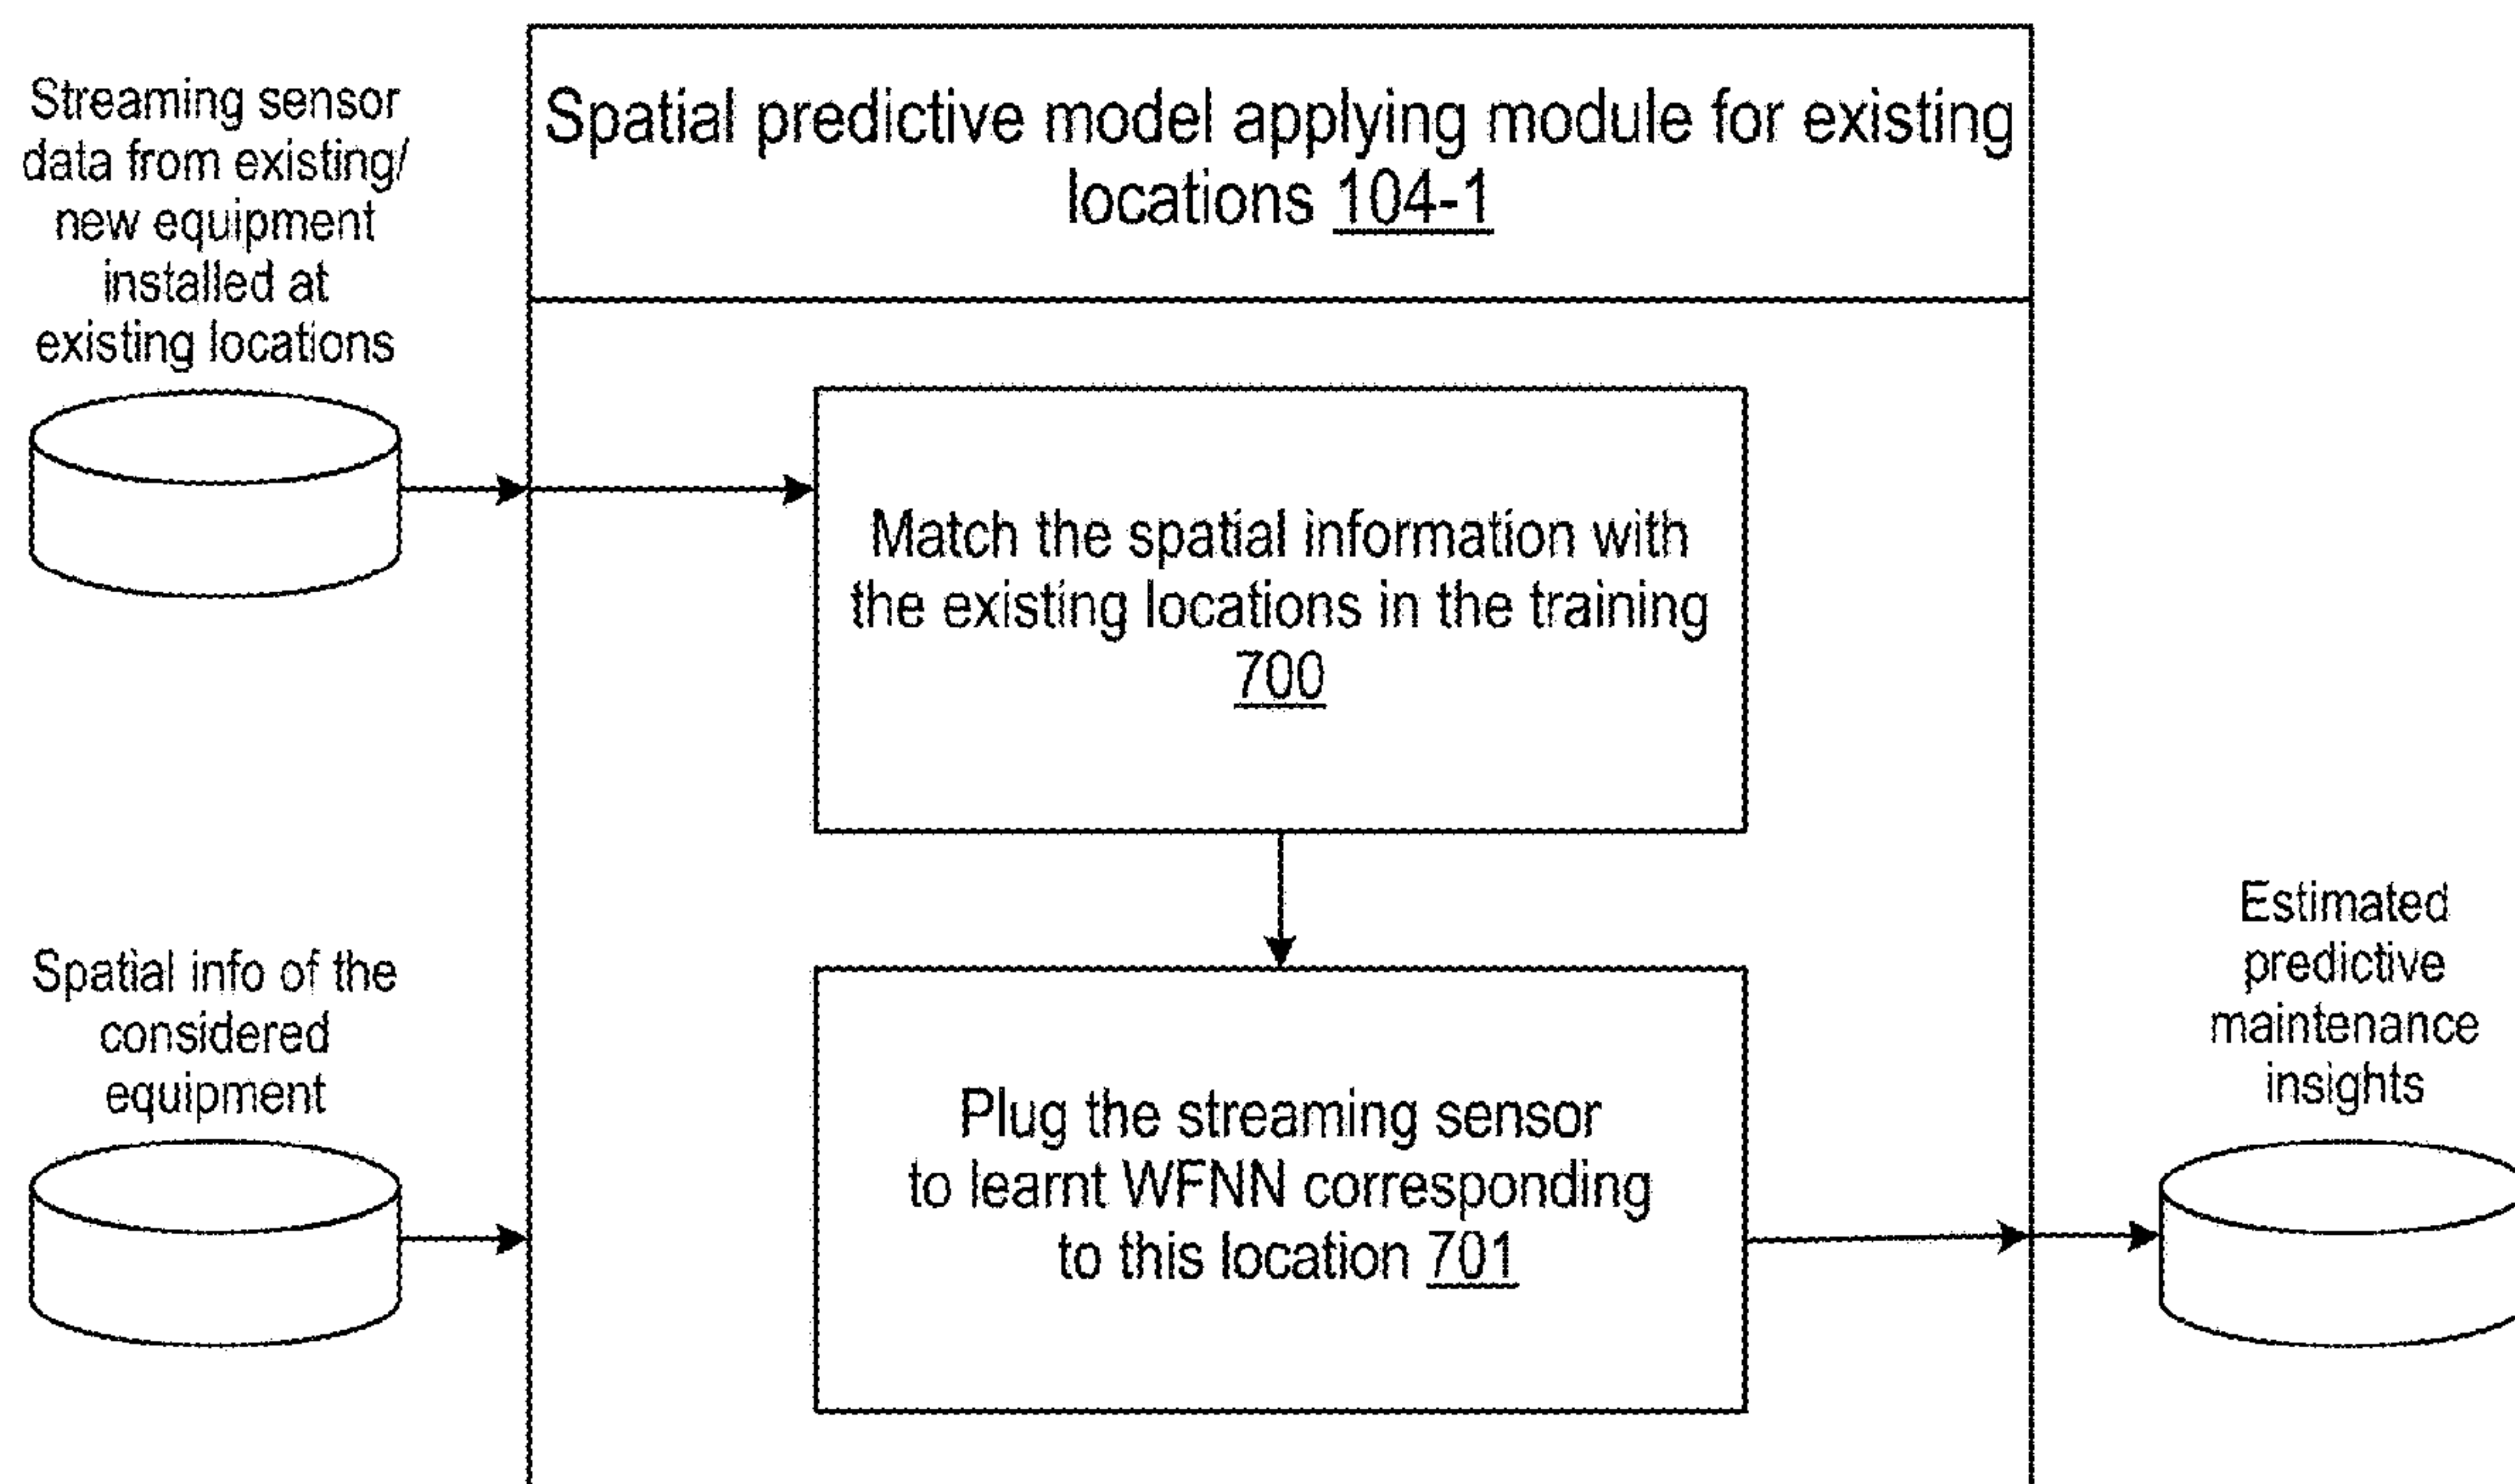 Streaming sensor
data from existing/
new equipment
installed at
existing locations
Spatial predictive model applying module for existing
locations 104-1
Match the spatial information with
the existing locations in the training
700
Spatial info of the
considered
equipment
Plug the streaming sensor
to learnt WFNN corresponding
to this location 701
Estimated
predictive
maintenance
insights